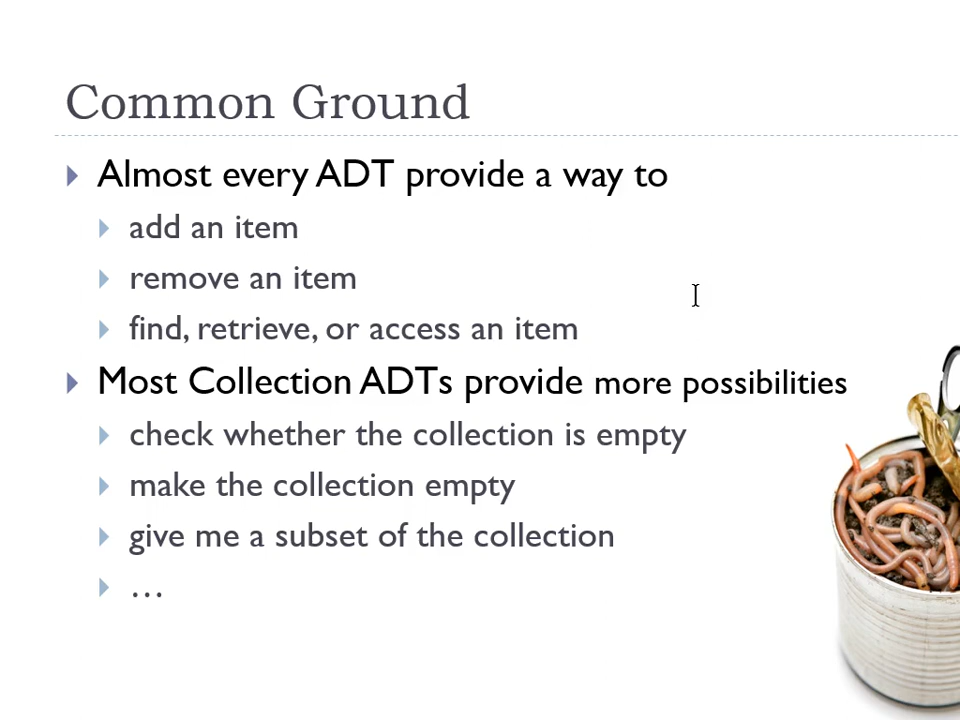 Common Ground
Almost every ADT provide a way to
add an item
remove an item
find, retrieve, or access an item
Most Collection ADTs provide more possibilities
check whether the collection is empty
make the collection empty
give me a subset of the collection
…